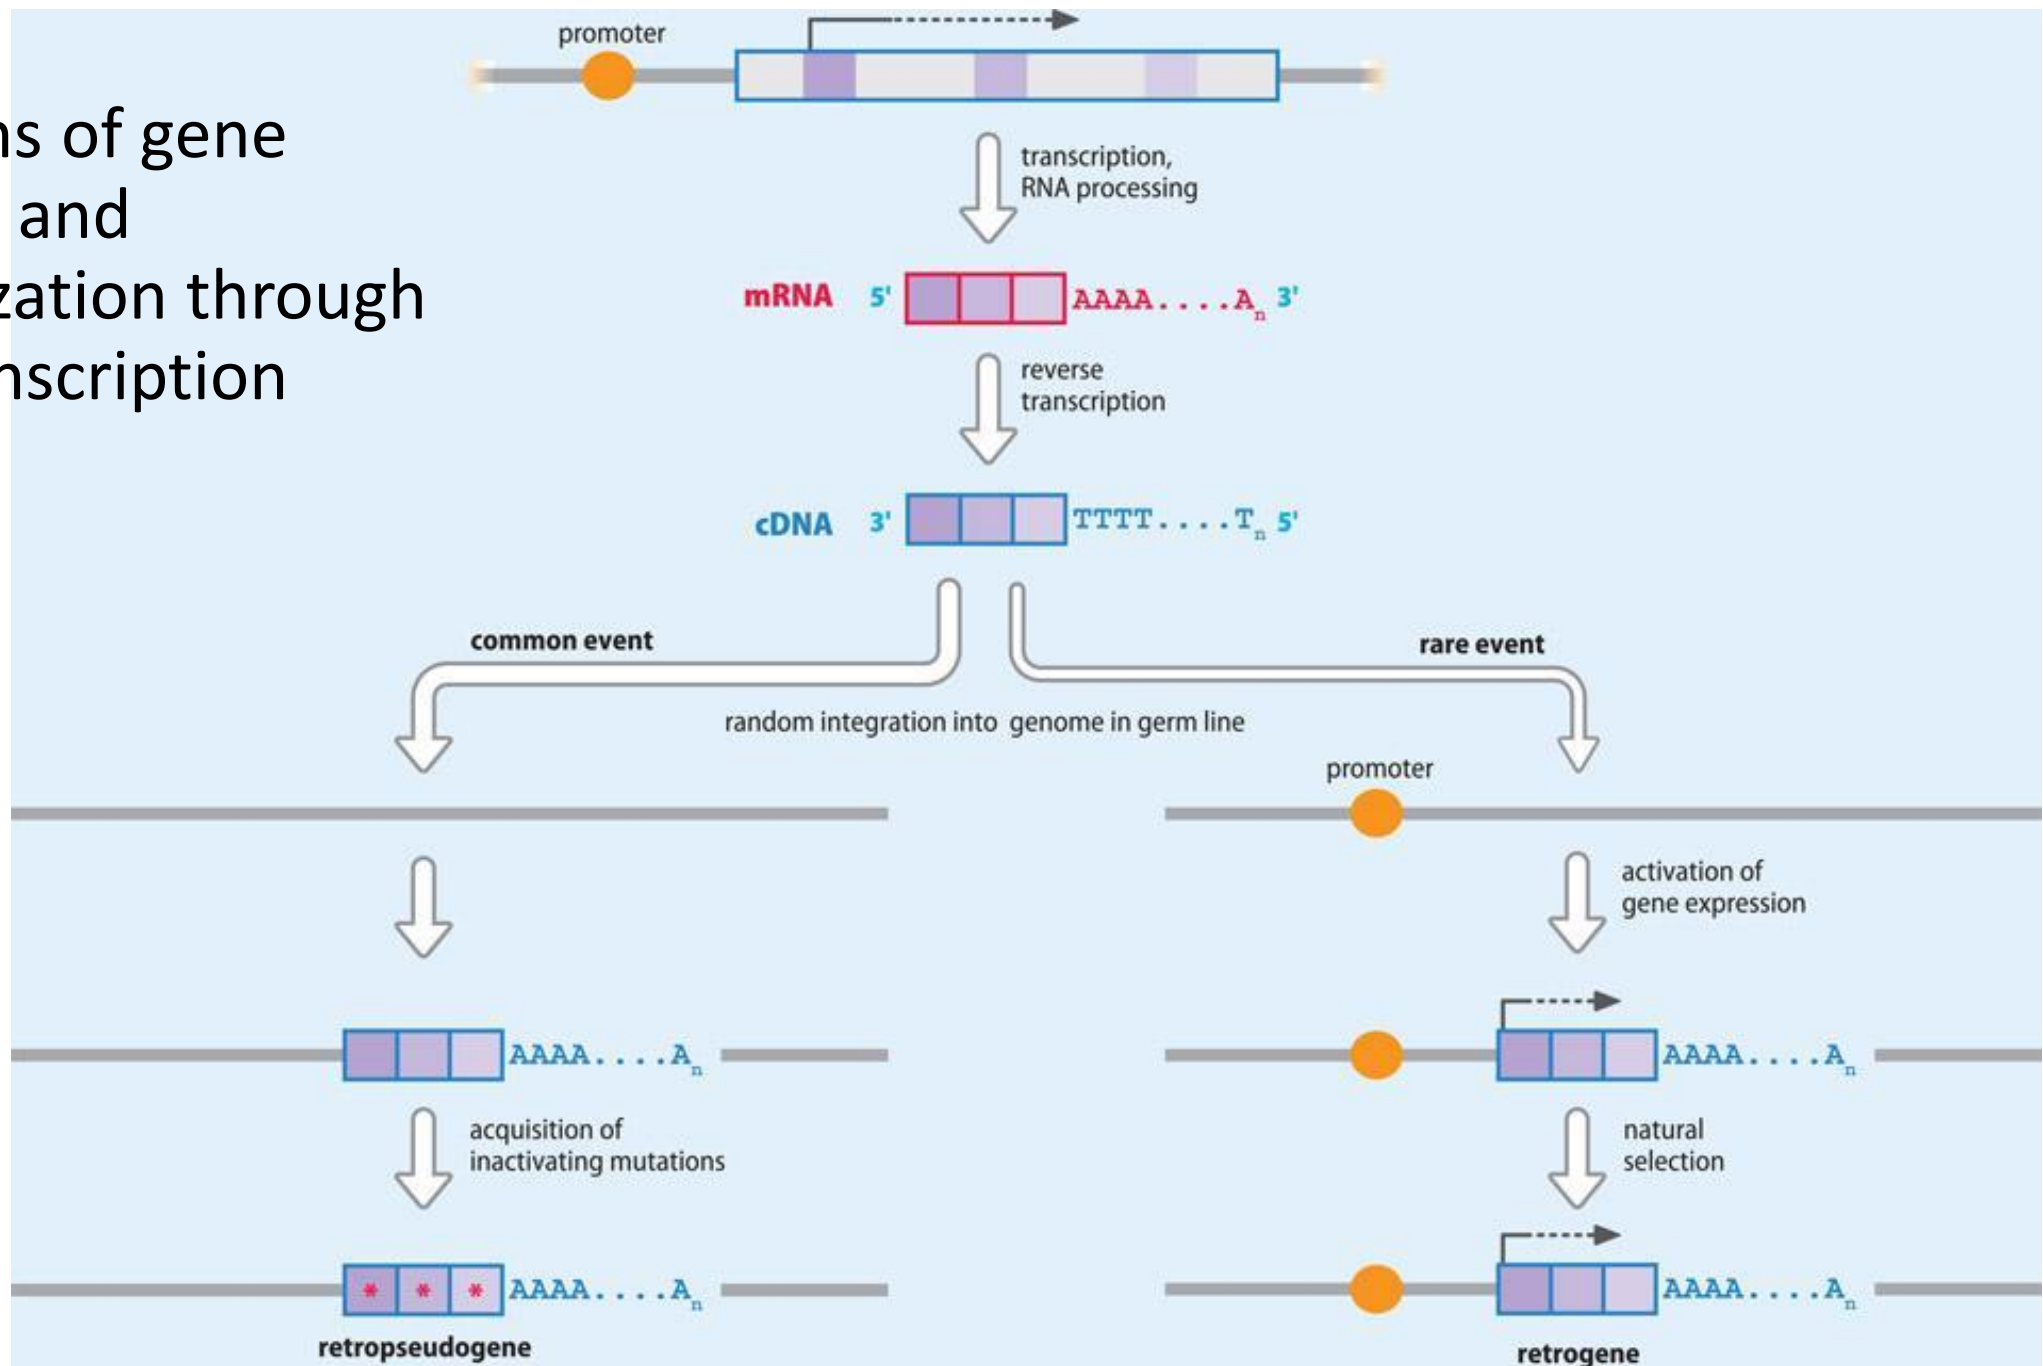 promoter
ns of gene
and
zation through
nscription
transcription,
RNA processing
mRNA 5' AAAA....An 3'
reverse
transcription
cDNA 3' TTTT....Tn 5'
common event
rare event
random integration into genome in germ line
promoter
activation of
gene expression
AAAA....An
AAAA....An
acquisition of
inactivating mutations
natural
selection
* * * AAAA....An
AAAA....An
retropseudogene
retrogene